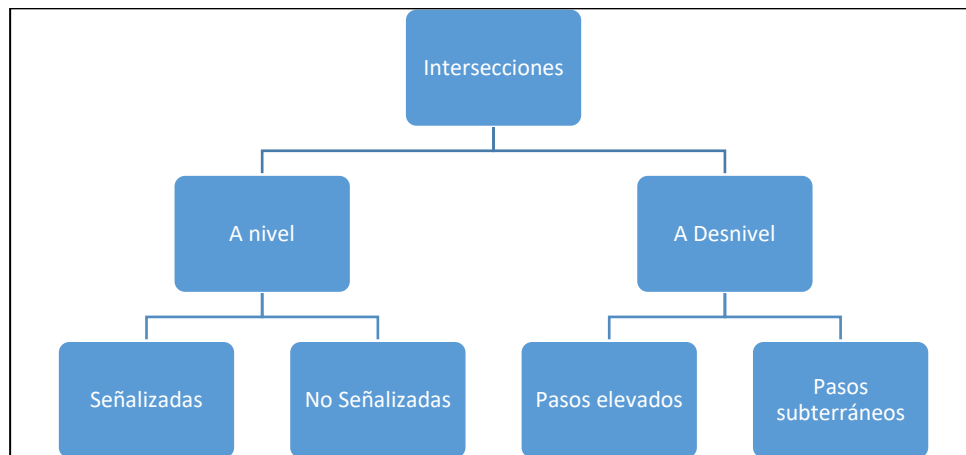 Intersecciones
A nivel
A Desnivel
Señalizadas
No Señalizadas
Pasos elevados
Pasos
subterráneos